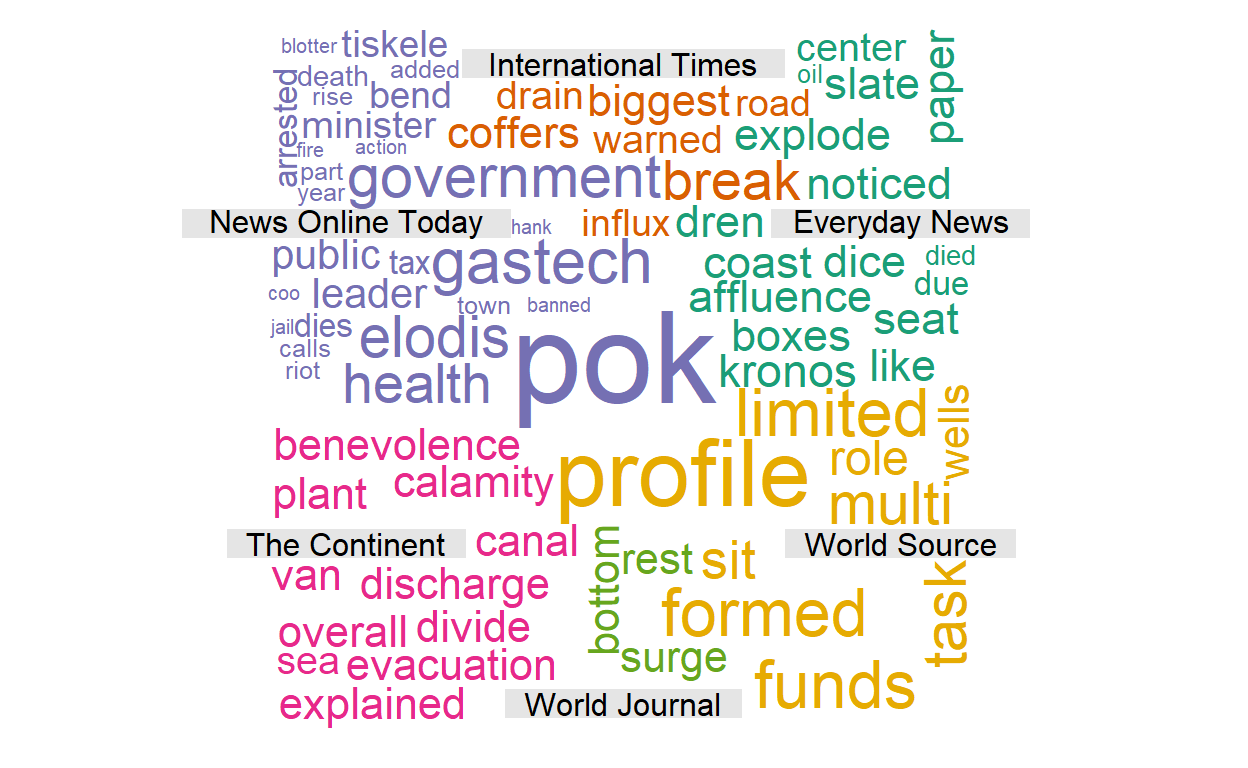 blotter tiskele center paper
International Times
death added oil slate
arrested rise bend drain biggest road
minister coffers warned explode
fire action
part government break noticed
year
News Online Today hank influx dren Everyday News
public tax gastech coast dice died
coo leader affluence due
town banned
jail dies elodis pok boxes seat
calls
riot health kronos like
limited wells
benevolence profile role
plant calamity multi
The Continent canal bottom rest sit World Source
van discharge formed task
overall divide
sea evacuation surge funds
explained World Journal